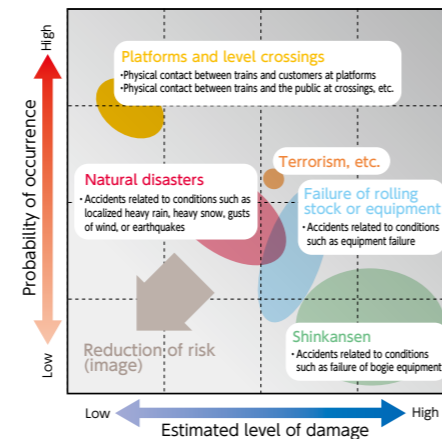 High
Platforms and level crossings
・Physical contact between trains and customers at platforms
・Physical contact between trains and the public at crossings, etc.
Probability of occurrence
Terrorism, etc.
Natural disasters
・Accidents related to conditions such as
localized heavy rain, heavy snow, gusts
of wind, or earthquakes
Failure of rolling
stock or equipment
・Accidents related to conditions
such as equipment failure
Reduction of risk
(image)
Shinkansen
・Accidents related to conditions
such as failure of bogie equipment
Low
Low
High
Estimated level of damage